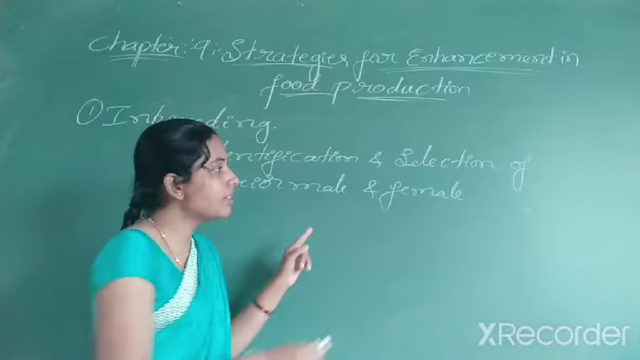 Chapter: 9: Strategies for Enhancement in
food production
① Inbreeding.
& Selection of
male & female
XRecorder